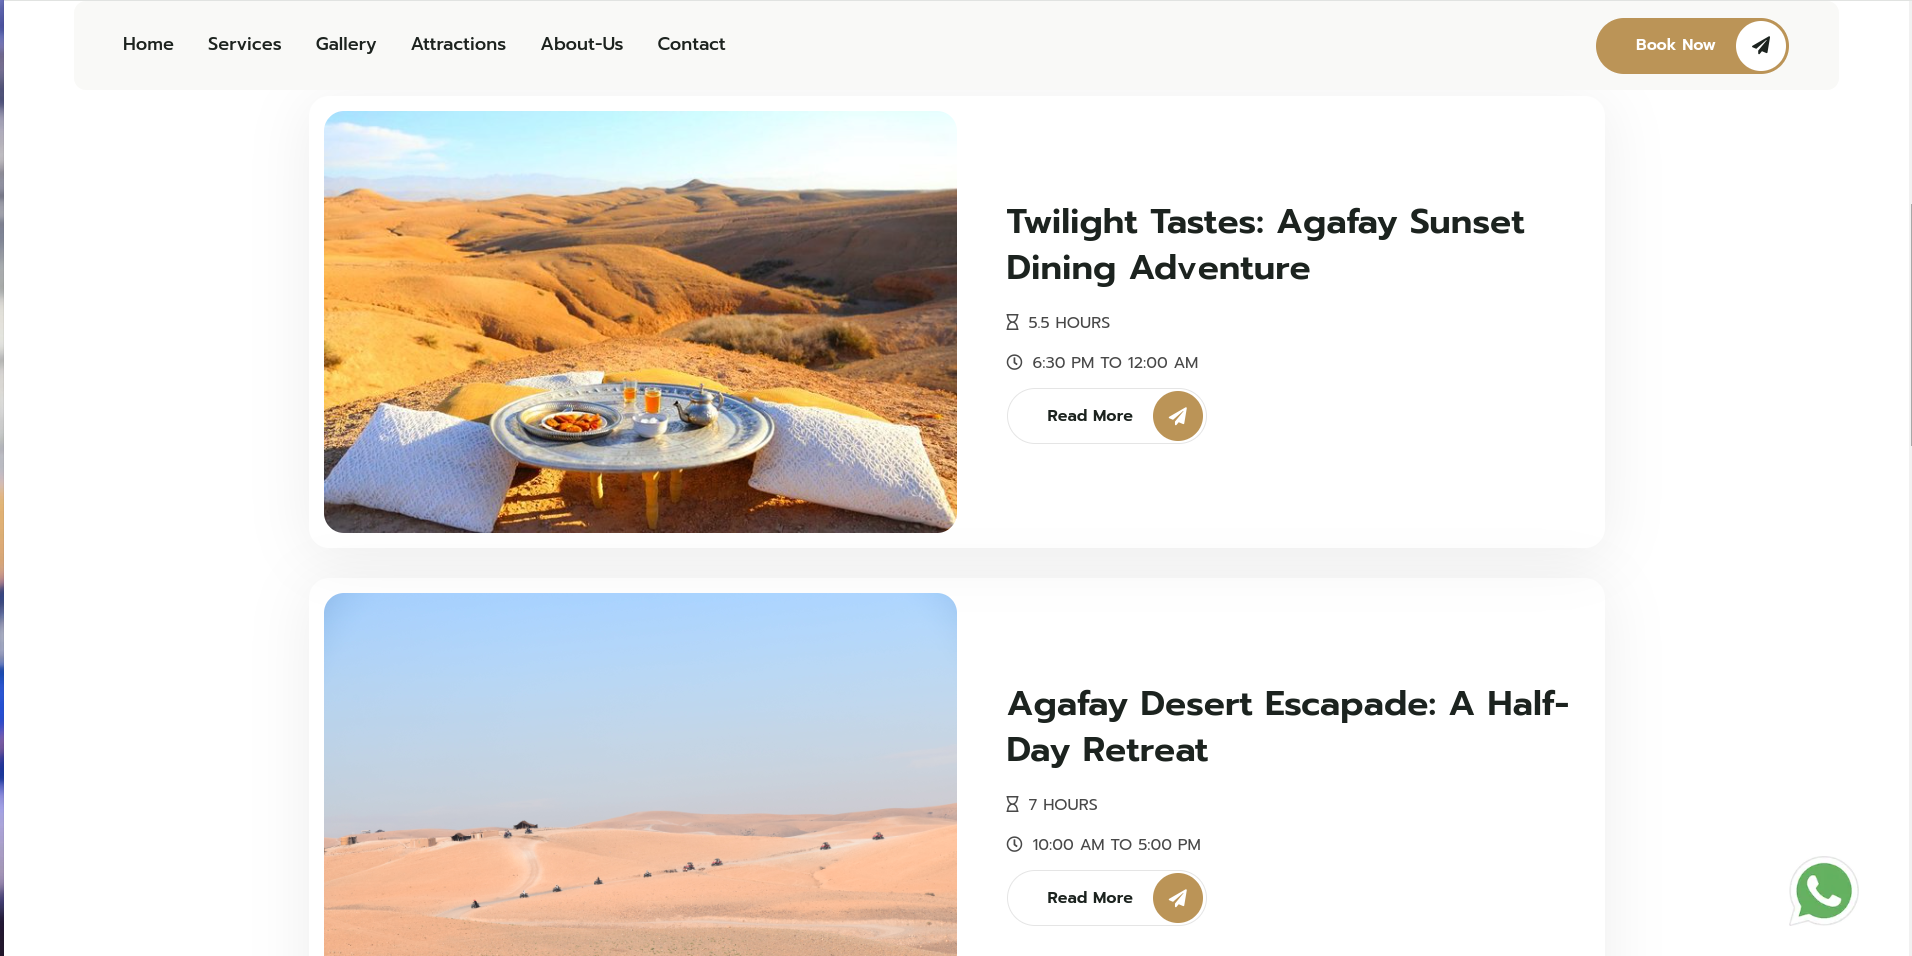 Home
Services
Gallery
Attractions
About-Us
Contact
Book Now
Twilight Tastes: Agafay Sunset
Dining Adventure
5.5 HOURS
6:30 PM TO 12:00 AM
Read More
Agafay Desert Escapade: A Half-
Day Retreat
7 HOURS
10:00 AM TO 5:00 PM
Read More